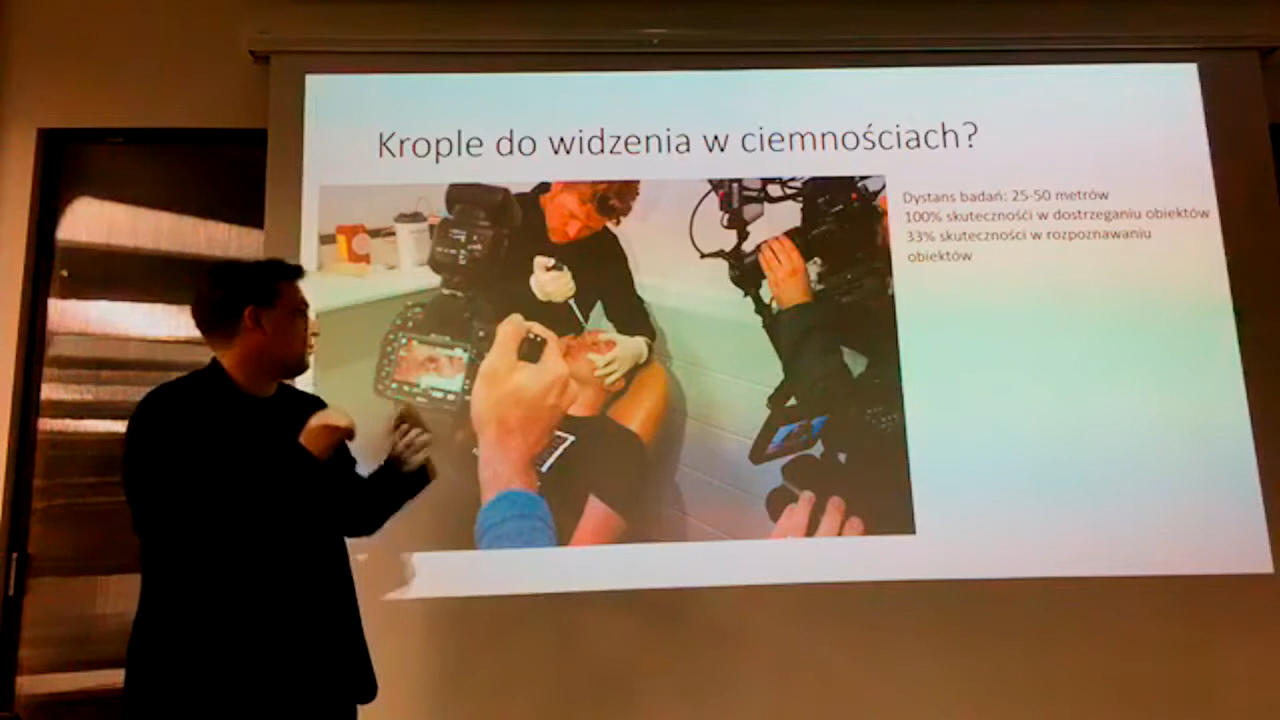 Krople do widzenia w ciemnościach?
Dystans badań: 25-50 metrów
100% skuteczności w dostrzeganiu obiektów
33% skuteczności w rozpoznawaniu
obiektów